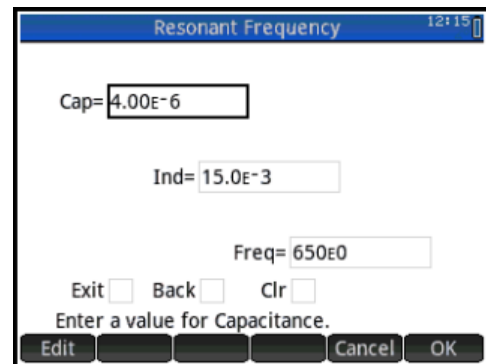 Resonant Frequency 12:15
Cap= 4.00E-6
Ind= 15.0E-3
Freq= 650E0
Exit Back Clr
Enter a value for Capacitance.
Edit Cancel OK